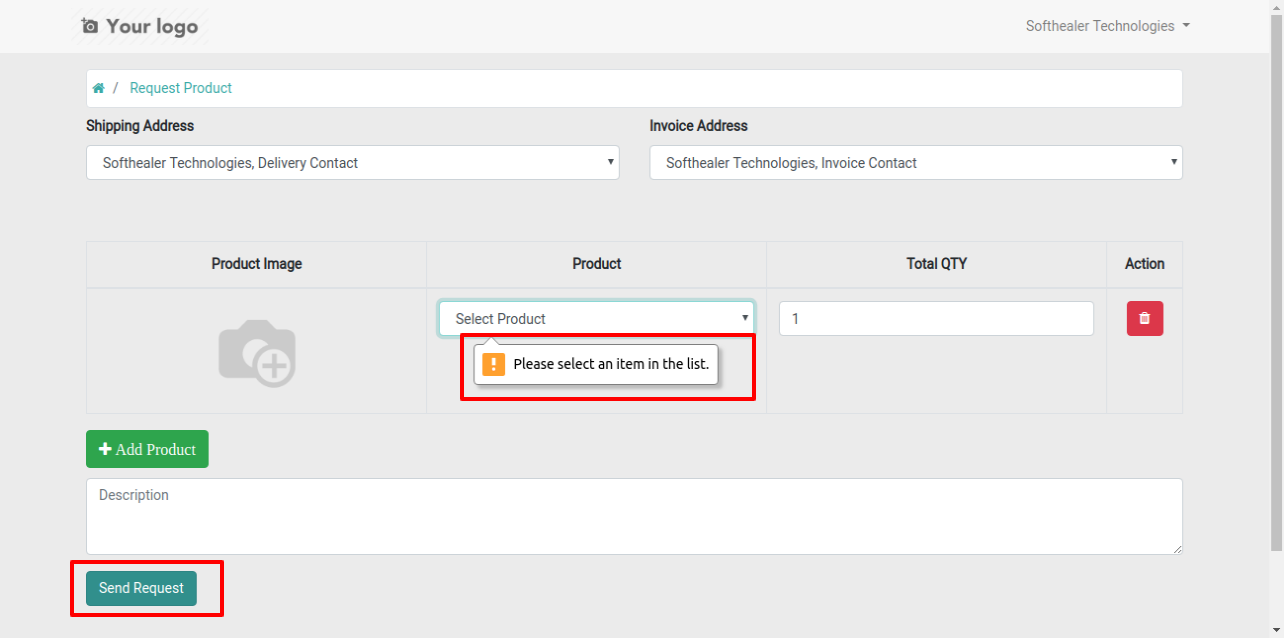 Your logo
Softhealer Technologies
/ Request Product
Shipping Address
Invoice Address
Softhealer Technologies, Delivery Contact
Softhealer Technologies, Invoice Contact
Product Image
Product
Total QTY
Action
Select Product
1
! Please select an item in the list.
Add Product
Description
Send Request